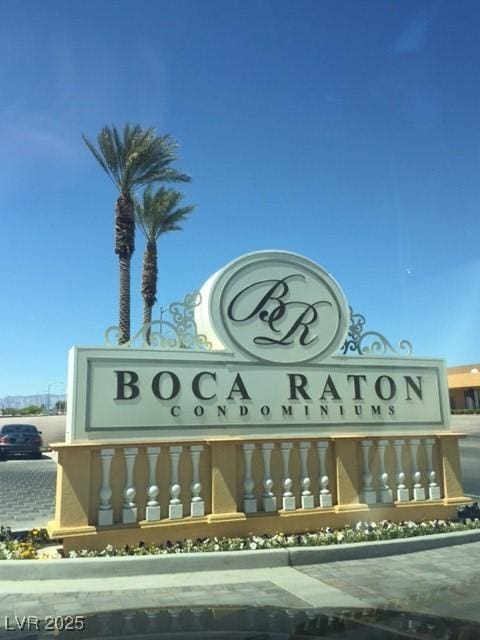 BR
BOCA RATON
CONDOMINIUMS
LVR 2025